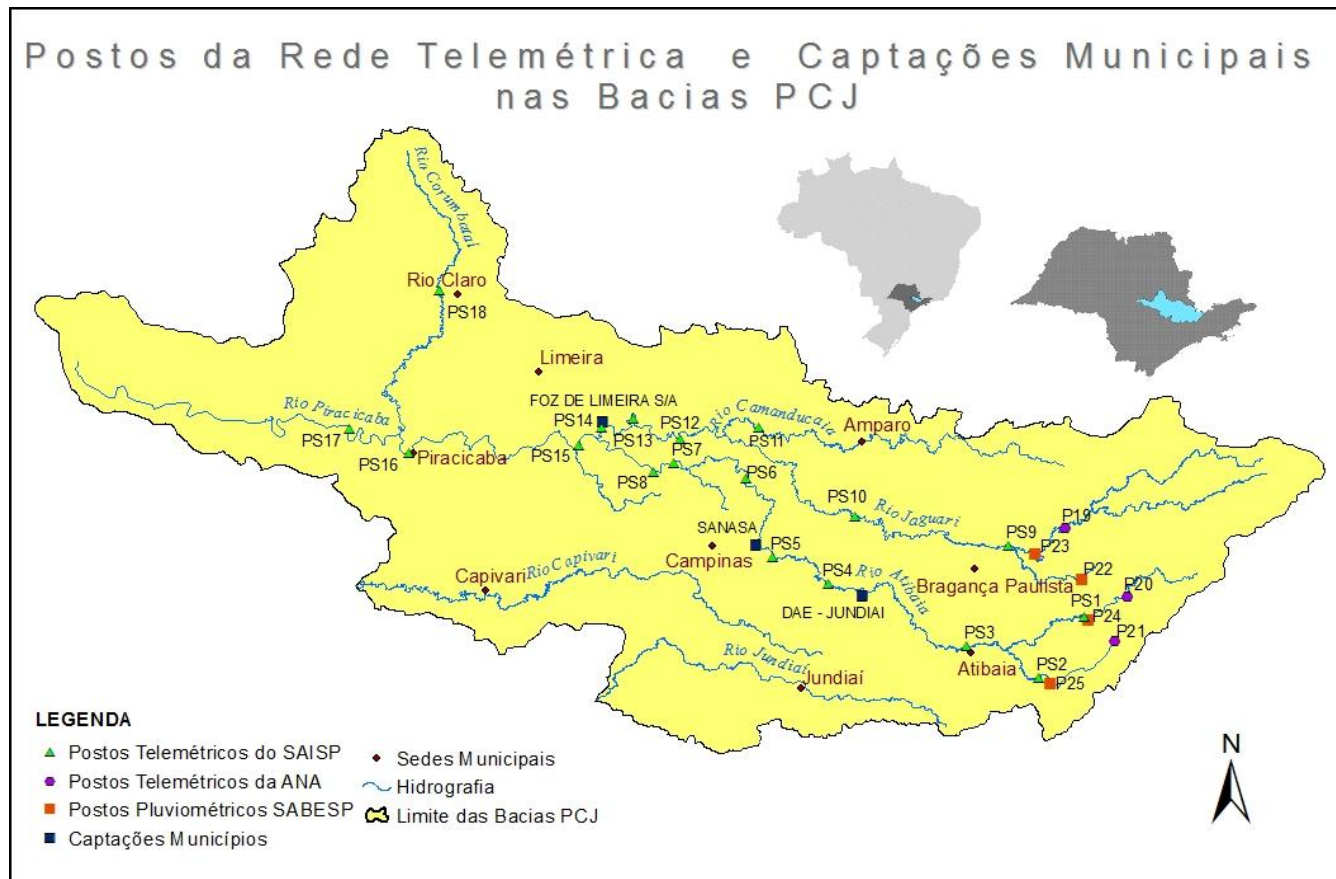 Postos da Rede Telemétrica e Captações Municipais
nas Bacias PCJ
Rio Corumbataí
Rio Claro
PS18
Limeira
FOZ DE LIMEIRA S/A
PS14
PS13
PS12
Rio Camanducaia
PS11
Amparo
Rio Piracicaba
PS17
PS16
Piracicaba
PS15
PS7
PS8
PS6
PS10
Rio Jaguari
P19
PS9
P23
SANASA
Campinas
PS5
Bragança Paulista
P22
Capivari
Rio Capivari
PS4
Rio Atibaia
P20
DAE - JUNDIAI
PS1
P24
P21
PS3
Atibaia
PS2
P25
Rio Jundiaí
Jundiaí
LEGENDA
Postos Telemétricos do SAISP
Postos Telemétricos da ANA
Postos Pluviométricos SABESP
Captações Municípios
Sedes Municipais
Hidrografia
Limite das Bacias PCJ
N